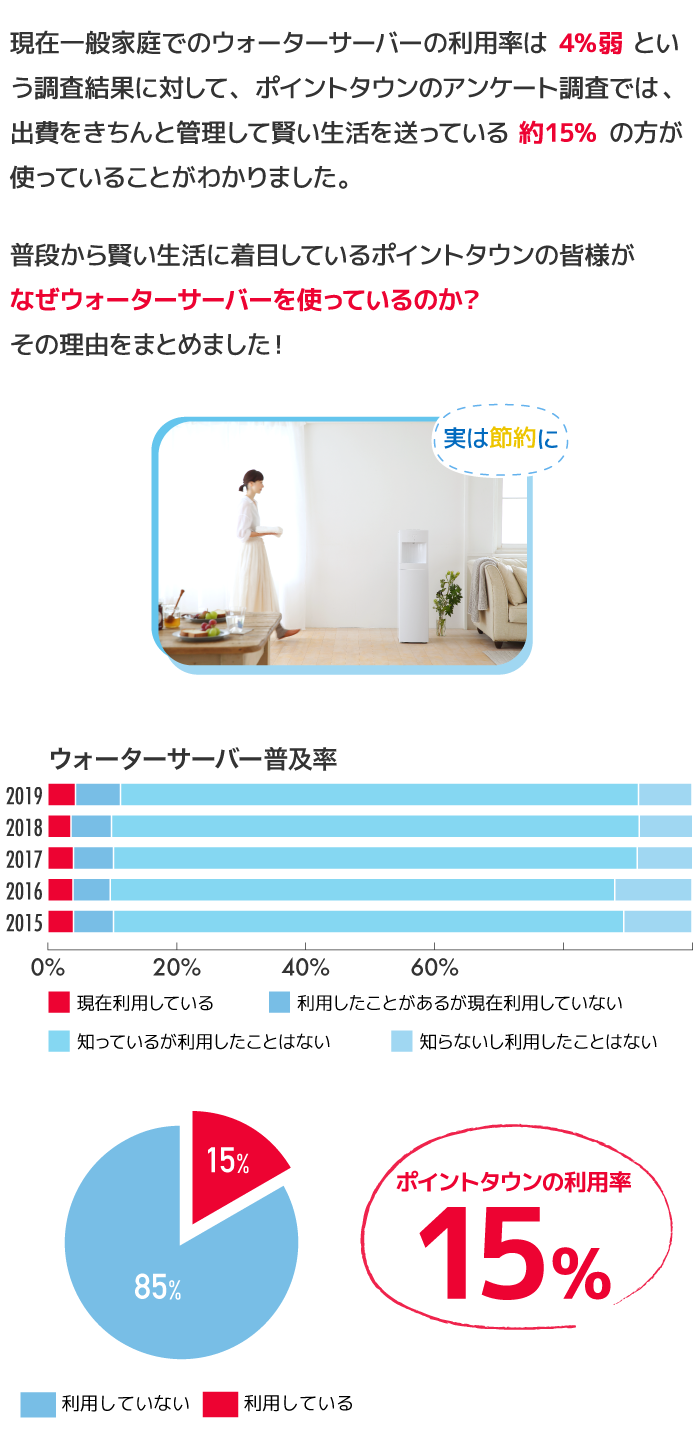 現在一般家庭でのウォーターサーバーの利用率は 4%弱 とい
う調査結果に対して、ポイントタウンのアンケート調査では、
出費をきちんと管理して賢い生活を送っている 約15% の方が
使っていることがわかりました。
普段から賢い生活に着目しているポイントタウンの皆様が
なぜウォーターサーバーを使っているのか?
その理由をまとめました!
実は節約に
ウォーターサーバー普及率
2019
2018
2017
2016
2015
0% 20% 40% 60%
現在利用している 利用したことがあるが現在利用していない
知っているが利用したことはない 知らないし利用したことはない
15%
85%
ポイントタウンの利用率
15%
利用していない 利用している